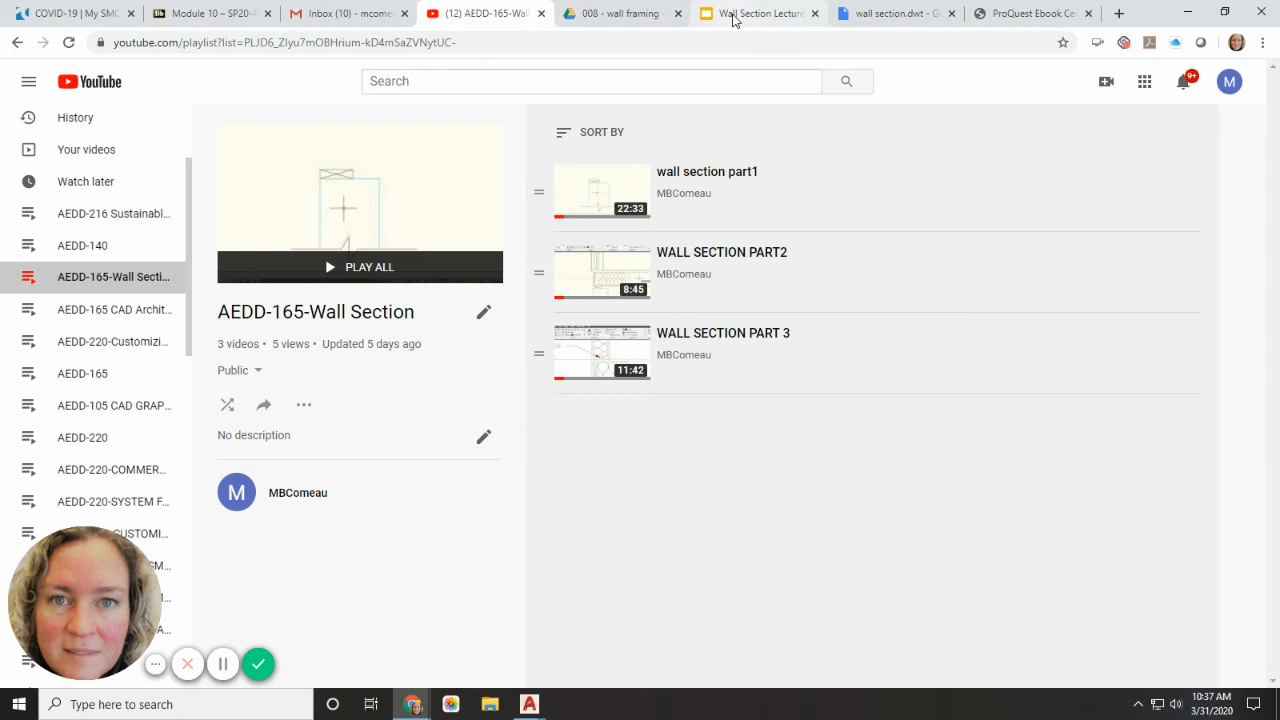 COVID-19 | My SMC
Module 10 – SP20-A
Inbox (10) - mcomea
(12) AEDD-165-Wall
008 - wall framing -
Wall Section Lecture
wall section.dwt - Go
ProQuest Ebook Cen
youtube.com/playlist?list=PLJD6_Zlyu7mOBHrium-kD4mSaZVNytUC-
YouTube
Search
9+
M
History
Your videos
Watch later
AEDD-216 Sustainabl...
AEDD-140
AEDD-165-Wall Secti...
AEDD-165 CAD Archit...
AEDD-220-Customizi...
AEDD-165
AEDD-105 CAD GRAP...
AEDD-220
AEDD-220-COMMER...
AEDD-220-SYSTEM F...
CUSTOMI...
PLAY ALL
AEDD-165-Wall Section
3 videos • 5 views • Updated 5 days ago
Public
No description
M
MBComeau
SORT BY
22:33
wall section part1
MBComeau
8:45
WALL SECTION PART2
MBComeau
11:42
WALL SECTION PART 3
MBComeau
Type here to search
10:37 AM
3/31/2020